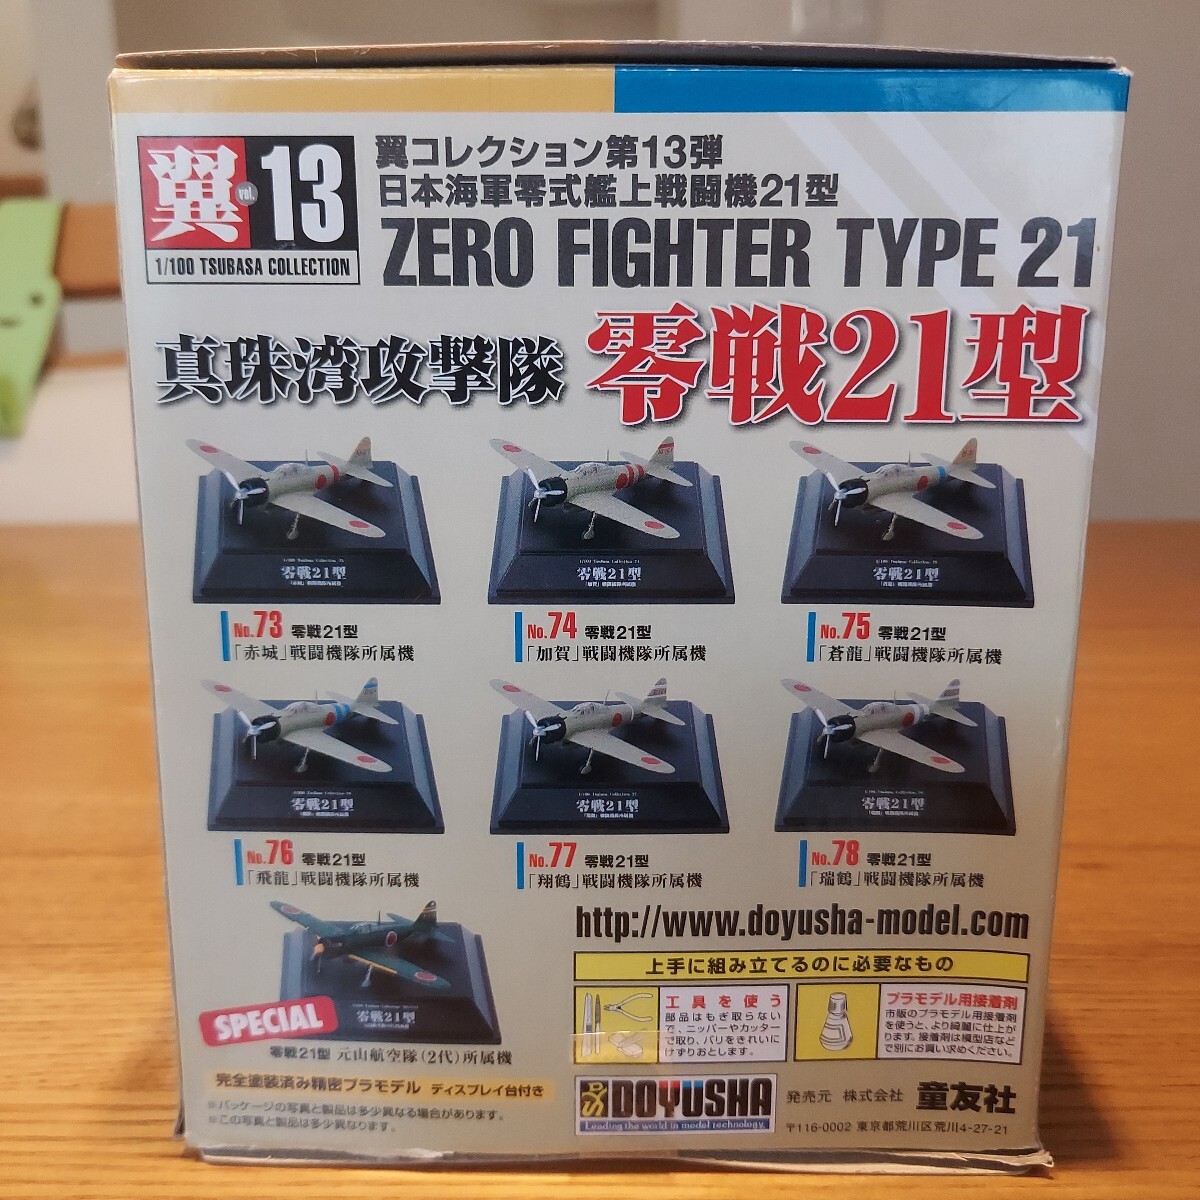 翼 vol. 13
1/100 TSUBASA COLLECTION
翼コレクション第13弾
日本海軍零式艦上戦闘機21型
ZERO FIGHTER TYPE 21
真珠湾攻撃隊 零戦21型
零戦21型
零戦21型
零戦21型
No.73 零戦21型
「赤城」戦闘機隊所属機
No.74 零戦21型
「加賀」戦闘機隊所属機
No.75 零戦21型
「蒼龍」戦闘機隊所属機
零戦21型
零戦21型
零戦21型
No.76 零戦21型
「飛龍」戦闘機隊所属機
No.77 零戦21型
「翔鶴」戦闘機隊所属機
No.78 零戦21型
「瑞鶴」戦闘機隊所属機
零戦21型
SPECIAL
零戦21型 元山航空隊(2代)所属機
http://www.doyusha-model.com
上手に組み立てるのに必要なもの
工具を使う
部品はもぎ取らない
で、ニッパーやカッター
で取り、バリをきれいに
けずりおとします。
プラモデル用接着剤
市販のプラモデル用接着剤
を使うと、より綺麗に仕上が
ります。接着剤は模型店など
で別にお買い求めください。
完全塗装済み精密プラモデル ディスプレイ台付き
※パッケージの写真と製品は多少異なる場合があります。
※この写真と製品は多少異なります。
DOYUSHA
Leading the world in model technology.
発売元 株式会社 童友社
〒116-0002 東京都荒川区荒川4-27-21